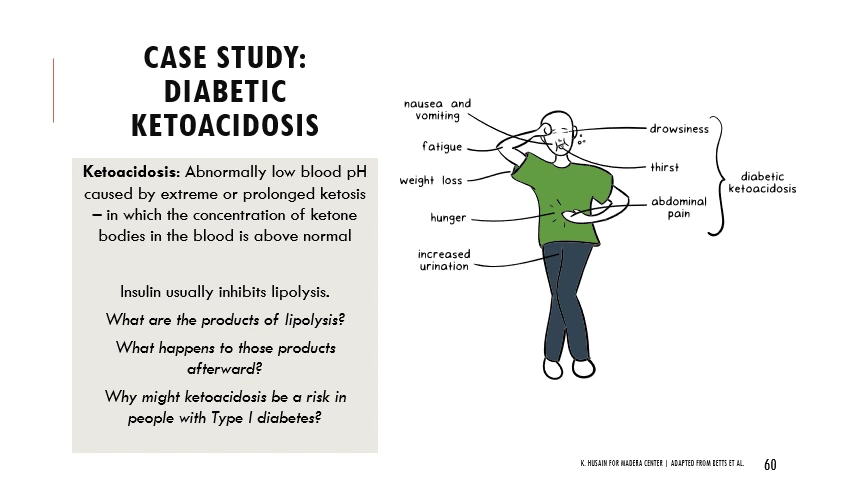 CASE STUDY:
DIABETIC
KETOACIDOSIS
Ketoacidosis: Abnormally low blood pH
caused by extreme or prolonged ketosis
– in which the concentration of ketone
bodies in the blood is above normal
Insulin usually inhibits lipolysis.
What are the products of lipolysis?
What happens to those products
afterward?
Why might ketoacidosis be a risk in
people with Type I diabetes?
nausea and
vomiting
fatigue
weight loss
hunger
increased
urination
drowsiness
thirst
abdominal
pain
diabetic
ketoacidosis
K. HUSAIN FOR MADERA CENTER | ADAPTED FROM BETTS ET AL.
60